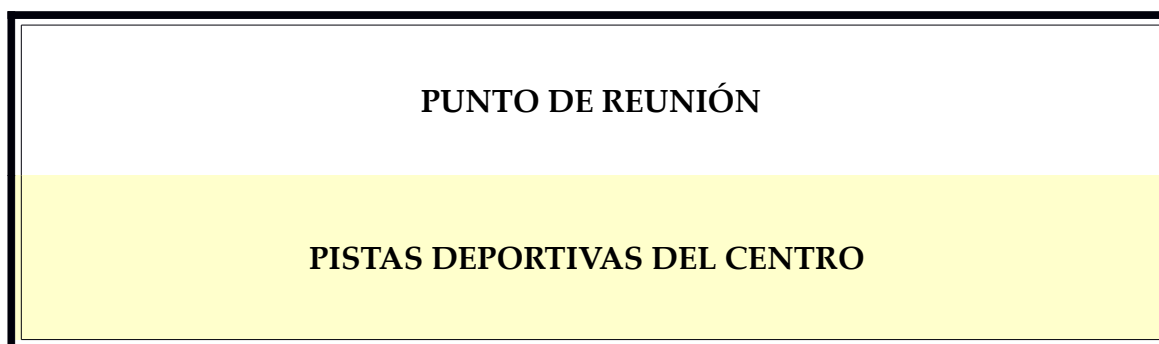 PUNTO DE REUNIÓN
PISTAS DEPORTIVAS DEL CENTRO